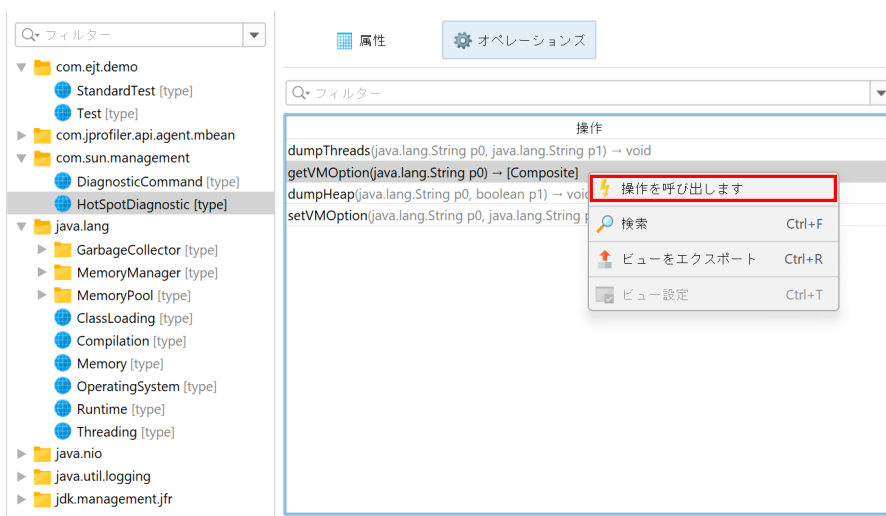 フィルター
com.ejt.demo
StandardTest [type]
Test [type]
com.jprofiler.api.agent.mbean
com.sun.management
DiagnosticCommand [type]
HotSpotDiagnostic [type]
java.lang
GarbageCollector [type]
MemoryManager [type]
MemoryPool [type]
ClassLoading [type]
Compilation [type]
Memory [type]
OperatingSystem [type]
Runtime [type]
Threading [type]
java.nio
java.util.logging
jdk.management.jfr
属性
オペレーションズ
フィルター
操作
dumpThreads(java.lang.String p0, java.lang.String p1) → void
getVMOption(java.lang.String p0) → [Composite]
dumpHeap(java.lang.String p0, boolean p1) → voi
setVMOption(java.lang.String p0, java.lang.String
操作を呼び出します
検索 Ctrl+F
ビューをエクスポート Ctrl+R
ビュー設定 Ctrl+T